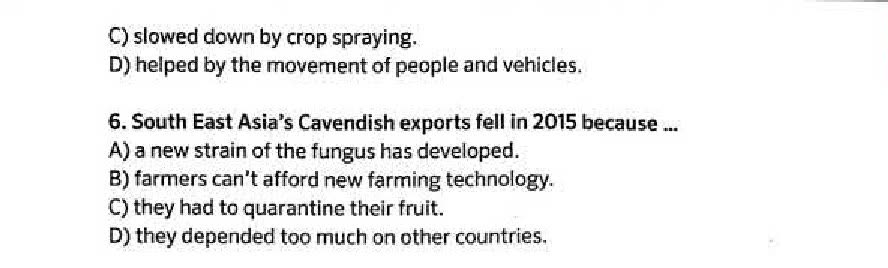 C) slowed down by crop spraying.
D) helped by the movement of people and vehicles.
6. South East Asia's Cavendish exports fell in 2015 because ...
A) a new strain of the fungus has developed.
B) farmers can't afford new farming technology.
C) they had to quarantine their fruit.
D) they depended too much on other countries.